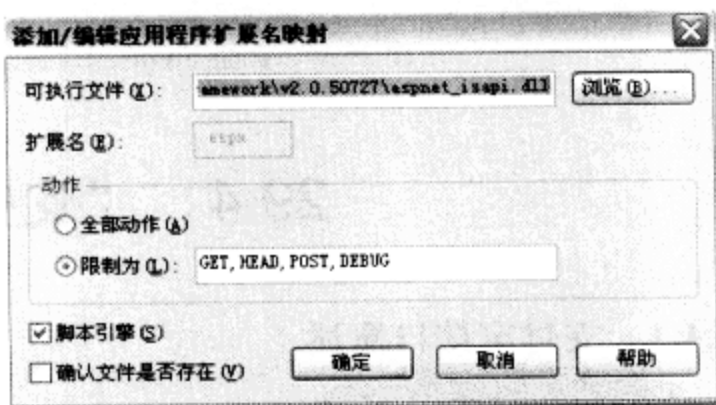 添加/编辑应用程序扩展名映射
可执行文件(X): amework\v2.0.50727\aspnet_isapi.dll 浏览(B)...
扩展名(E): aspx
动作
全部动作(A)
限制为(L): GET,HEAD,POST,DEBUG
脚本引擎(S)
确认文件是否存在(V) 确定 取消 帮助